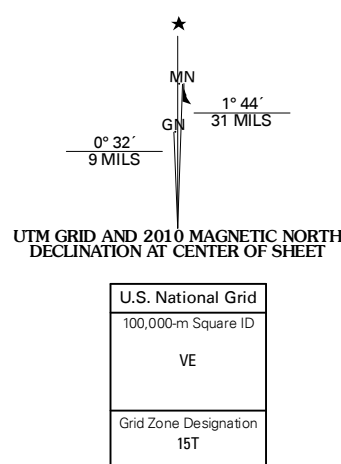 MN
1° 44´
31 MILS
GN
0° 32´
9 MILS
UTM GRID AND 2010 MAGNETIC NORTH
DECLINATION AT CENTER OF SHEET
U.S. National Grid
100,000-m Square ID
VE
Grid Zone Designation
15T